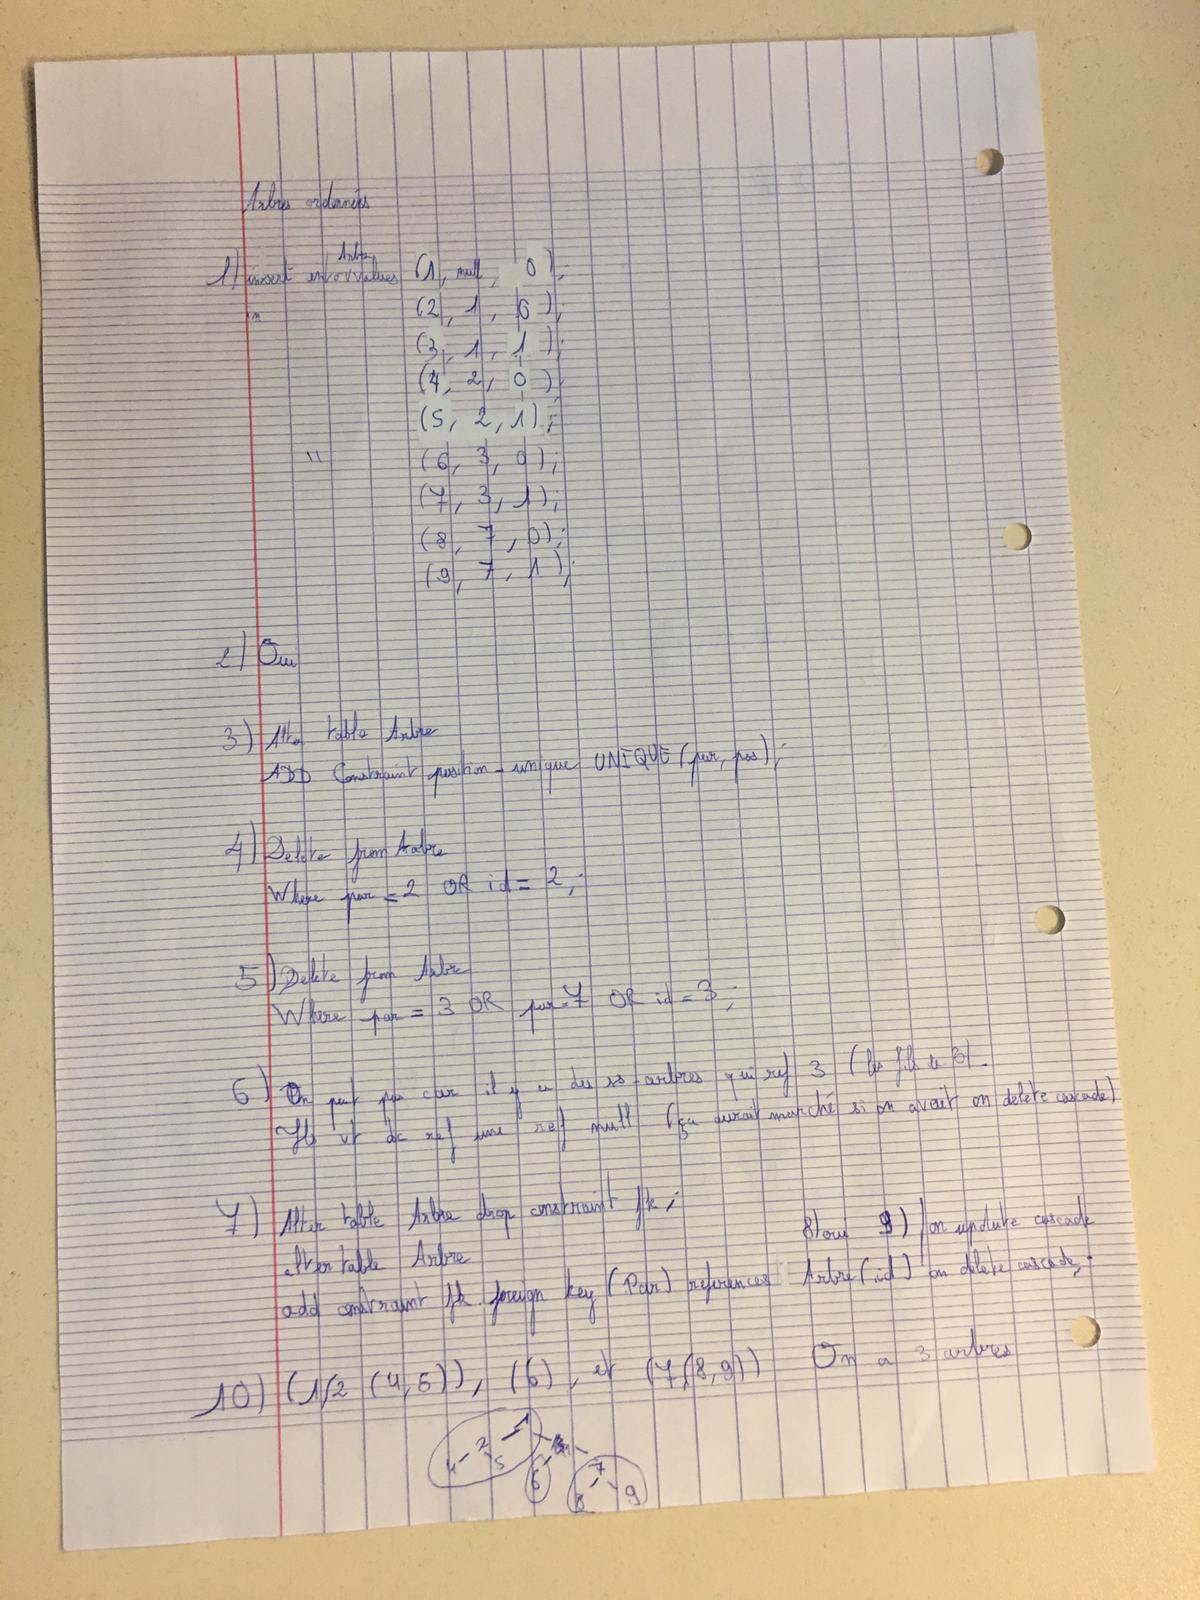 Arbres ordonnés
1) insert into Arbre values (1, null, 0);
" (2, 1, 0);
(3, 1, 1);
(4, 2, 0),
(5, 2, 1);
" (6, 3, 0);
(7, 3, 1);
(8, 7, 0);
(9, 7, 1);
2) Oui
3) Alter table Arbre
ADD Constraint position-unique UNIQUE (par, pos);
4) Delete from Arbre
Where par = 2 OR id = 2;
5) Delete from Arbre
Where par = 3 OR par=7 OR id = 3;
6) On peut pas car il y a des ss-arbres qui ref 3 (les fils de 3).
Ils vt dc ref une ref null (ça aurait marché si on avait on delete cascade)
7) Alter table Arbre drop constraint fk;
alter table Arbre
add constraint fk foreign key (Par) references Arbre(id) on delete cascade;
8) oui 9) on update cascade
10) (1(2 (4,5)), (6), et (7(8,9)) On a 3 arbres
1
2
4 5
6
7
8 9